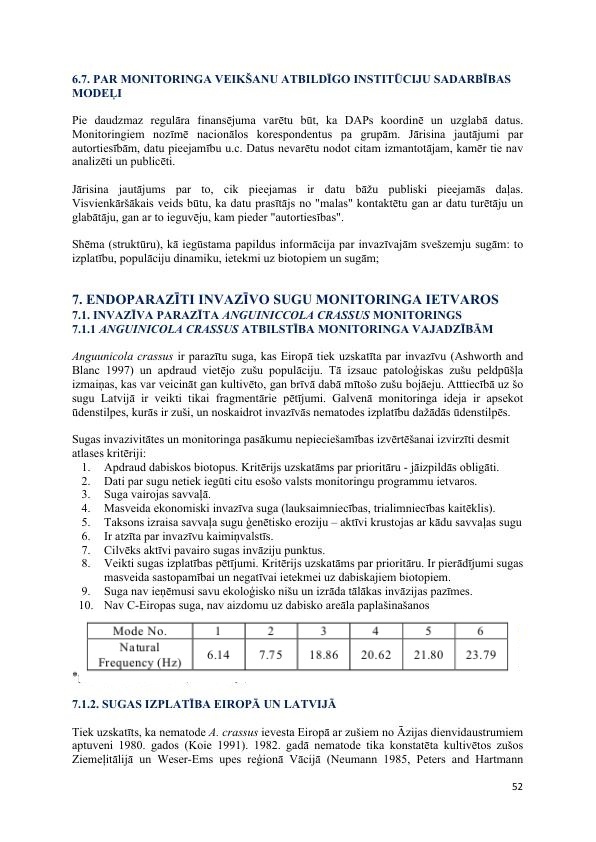 6.7. PAR MONITORINGA VEIKŠANU ATBILDĪGO INSTITŪCIJU SADARBĪBAS
MODEĻI
Pie daudzmaz regulāra finansējuma varētu būt, ka DAPs koordinē un uzglabā datus.
Monitoringiem nozīmē nacionālos korespondentus pa grupām. Jārisina jautājumi par
autortiesībām, datu pieejamību u.c. Datus nevarētu nodot citam izmantotājam, kamēr tie nav
analizēti un publicēti.
Jārisina jautājums par to, cik pieejamas ir datu bāžu publiski pieejamās daļas.
Visvienkāršākais veids būtu, ka datu prasītājs no "malas" kontaktētu gan ar datu turētāju un
glabātāju, gan ar to ieguvēju, kam pieder "autortiesības".
Shēma (struktūru), kā iegūstama papildus informācija par invazīvajām svešzemju sugām: to
izplatību, populāciju dinamiku, ietekmi uz biotopiem un sugām;
7. ENDOPARAZĪTI INVAZĪVO SUGU MONITORINGA IETVAROS
7.1. INVAZĪVA PARAZĪTA ANGUINICCOLA CRASSUS MONITORINGS
7.1.1 ANGUINICOLA CRASSUS ATBILSTĪBA MONITORINGA VAJADZĪBĀM
Anguunicola crassus ir parazītu suga, kas Eiropā tiek uzskatīta par invazīvu (Ashworth and
Blanc 1997) un apdraud vietējo zušu populāciju. Tā izsauc patoloģiskas zušu peldpūšļa
izmaiņas, kas var veicināt gan kultivēto, gan brīvā dabā mītošo zušu bojāeju. Atttiecībā uz šo
sugu Latvijā ir veikti tikai fragmentārie pētījumi. Galvenā monitoringa ideja ir apsekot
ūdenstilpes, kurās ir zuši, un noskaidrot invazīvās nematodes izplatību dažādās ūdenstilpēs.
Sugas invazivitātes un monitoringa pasākumu nepieciešamības izvērtēšanai izvirzīti desmit
atlases kritēriji:
1. Apdraud dabiskos biotopus. Kritērijs uzskatāms par prioritāru - jāizpildās obligāti.
2. Dati par sugu netiek iegūti citu esošo valsts monitoringu programmu ietvaros.
3. Suga vairojas savvaļā.
4. Masveida ekonomiski invazīva suga (lauksaimniecības, trialimniecības kaitēklis).
5. Taksons izraisa savvaļa sugu ģenētisko eroziju – aktīvi krustojas ar kādu savvaļas sugu
6. Ir atzīta par invazīvu kaimiņvalstīs.
7. Cilvēks aktīvi pavairo sugas invāziju punktus.
8. Veikti sugas izplatības pētījumi. Kritērijs uzskatāms par prioritāru. Ir pierādījumi sugas
masveida sastopamībai un negatīvai ietekmei uz dabiskajiem biotopiem.
9. Suga nav ieņēmusi savu ekoloģisko nišu un izrāda tālākas invāzijas pazīmes.
10. Nav C-Eiropas suga, nav aizdomu uz dabisko areāla paplašinašanos
Mode No. 1 2 3 4 5 6
Natural
Frequency (Hz) 6.14 7.75 18.86 20.62 21.80 23.79
*
7.1.2. SUGAS IZPLATĪBA EIROPĀ UN LATVIJĀ
Tiek uzskatīts, ka nematode A. crassus ievesta Eiropā ar zušiem no Āzijas dienvidaustrumiem
aptuveni 1980. gados (Koie 1991). 1982. gadā nematode tika konstatēta kultivētos zušos
Ziemeļitālijā un Weser-Ems upes reģionā Vācijā (Neumann 1985, Peters and Hartmann
52